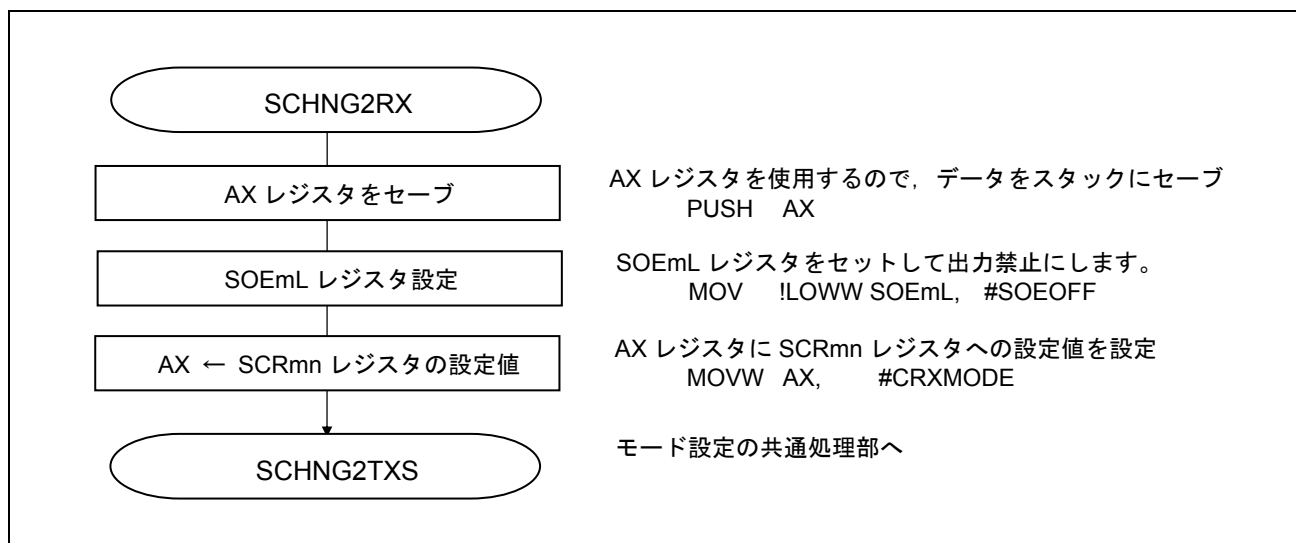 SCHNG2RX
AX レジスタをセーブ
AX レジスタを使用するので，データをスタックにセーブ
PUSH AX
SOEmL レジスタ設定
SOEmL レジスタをセットして出力禁止にします。
MOV !LOWW SOEmL, #SOEOFF
AX ← SCRmn レジスタの設定値
AX レジスタに SCRmn レジスタへの設定値を設定
MOVW AX, #CRXMODE
SCHNG2TXS
モード設定の共通処理部へ